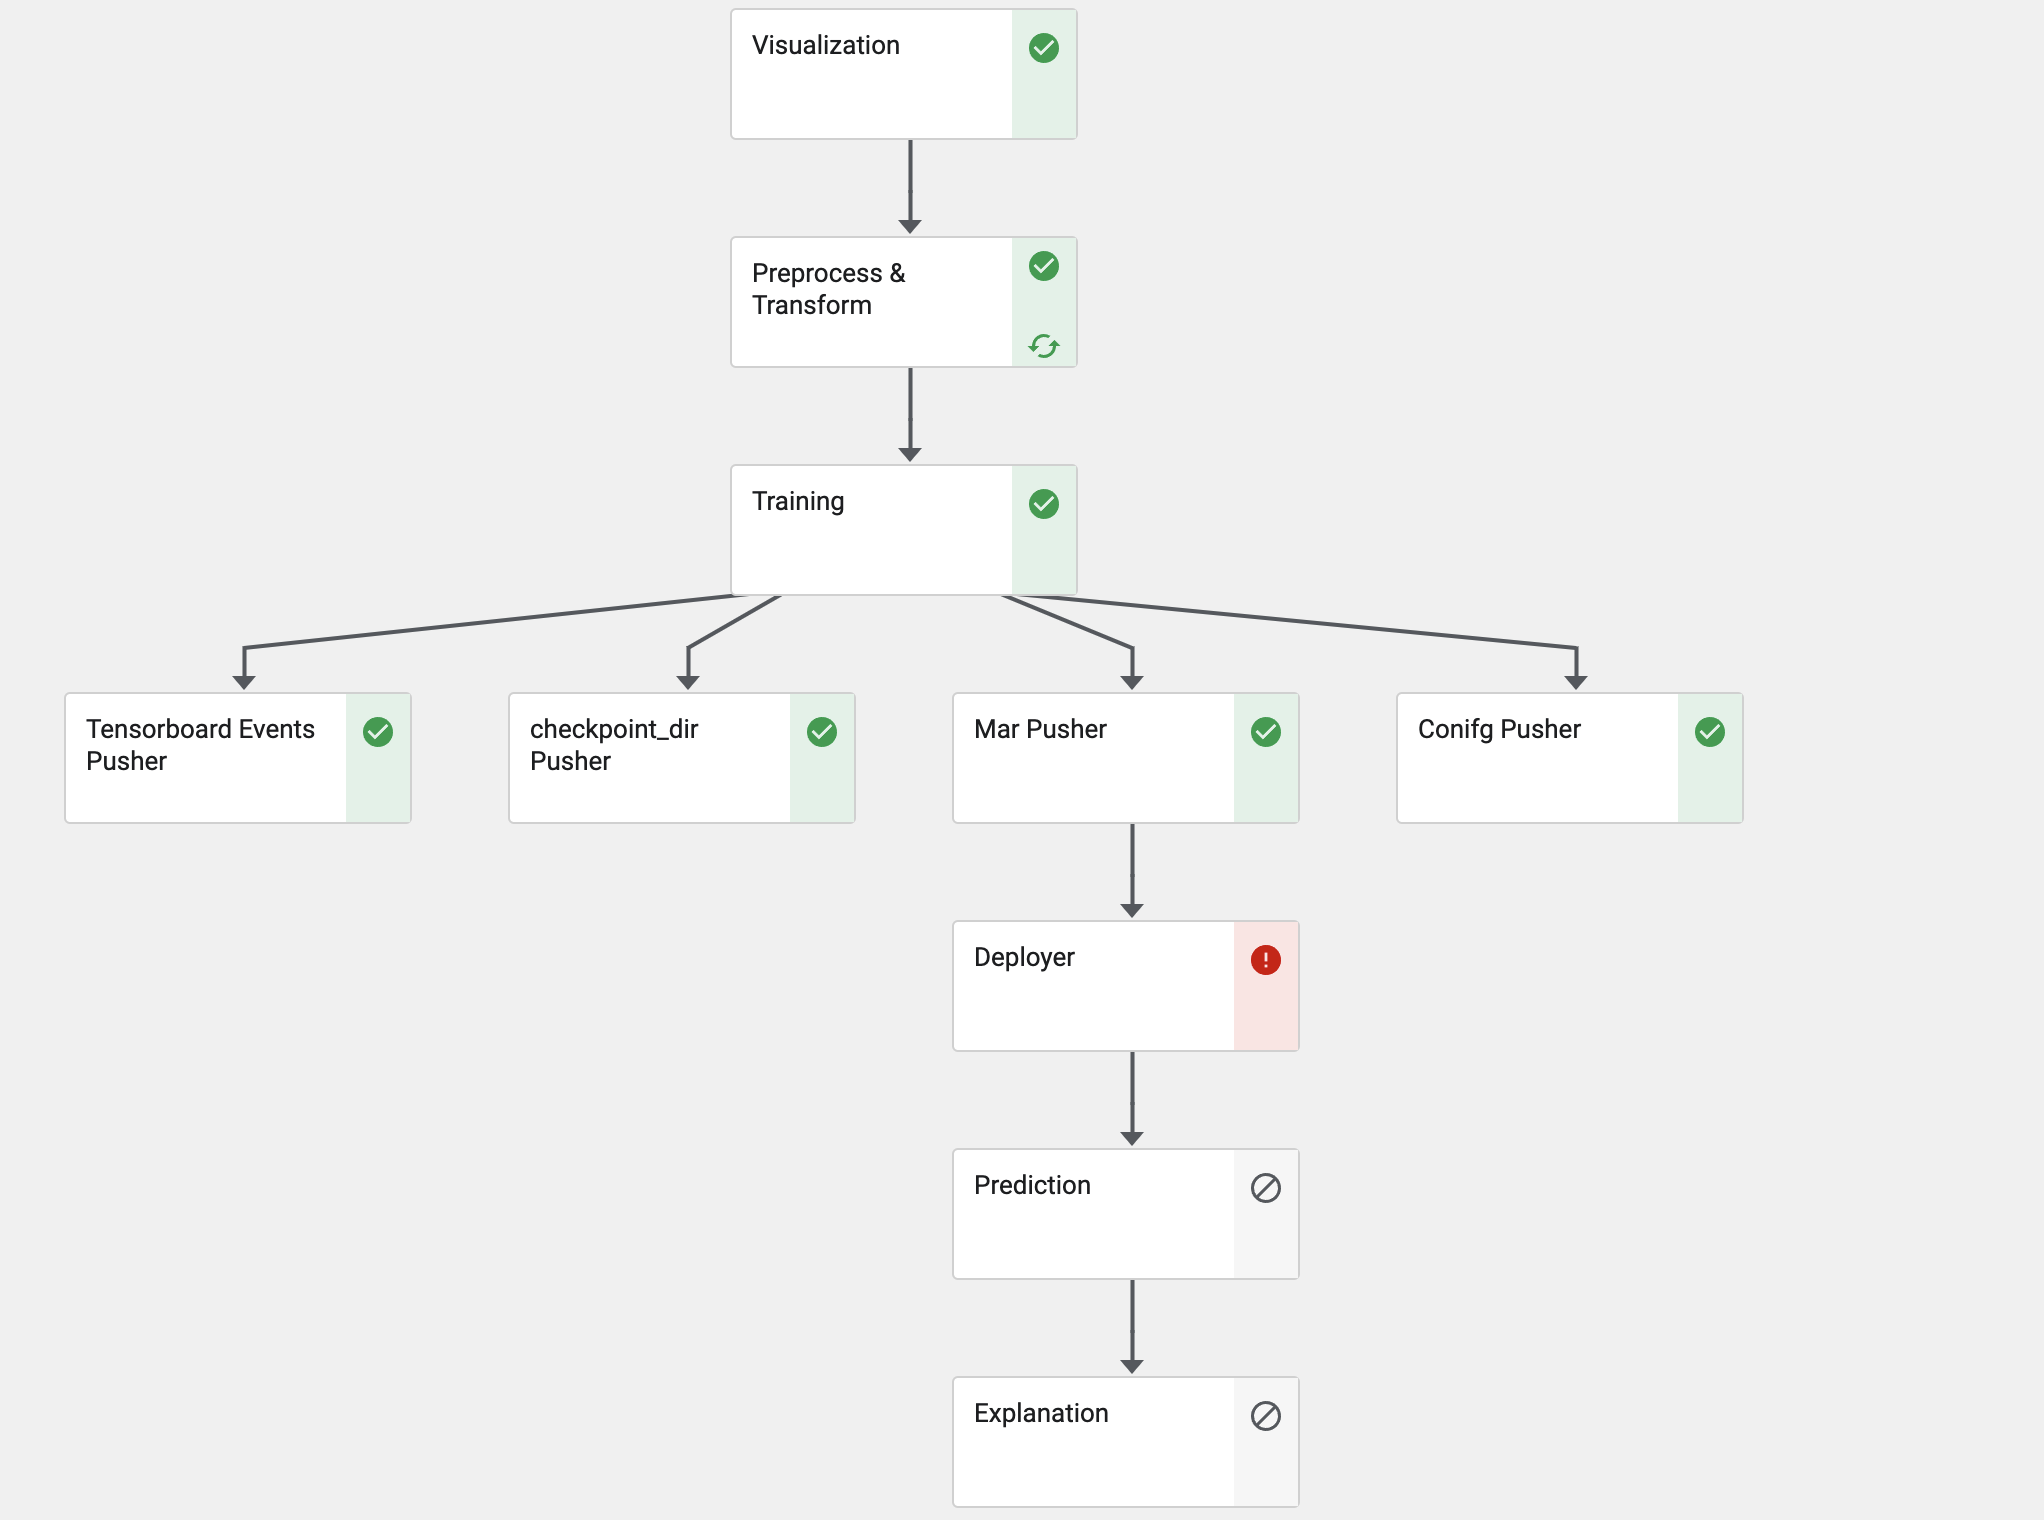 Visualization
Preprocess &
Transform
Training
Tensorboard Events
Pusher
checkpoint_dir
Pusher
Mar Pusher
Conifg Pusher
Deployer
Prediction
Explanation